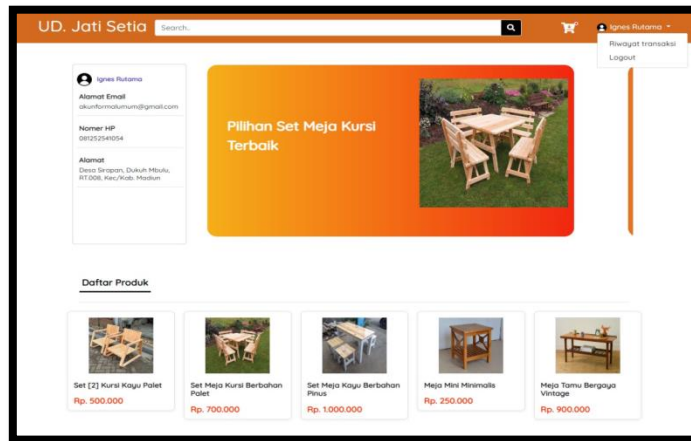 UD. Jati Setia
Search..
Ignes Rutama
Riwayat transaksi
Logout
Ignes Rutama
Alamat Email
akunformalumum@gmail.com
Nomer HP
081252541054
Alamat
Desa Sirapan, Dukuh Mbulu,
RT.008, Kec/Kab. Madiun
Pilihan Set Meja Kursi
Terbaik
Daftar Produk
Set [2] Kursi Kayu Palet
Rp. 500.000
Set Meja Kursi Berbahan
Palet
Rp. 700.000
Set Meja Kayu Berbahan
Pinus
Rp. 1.000.000
Meja Mini Minimalis
Rp. 250.000
Meja Tamu Bergaya
Vintage
Rp. 900.000